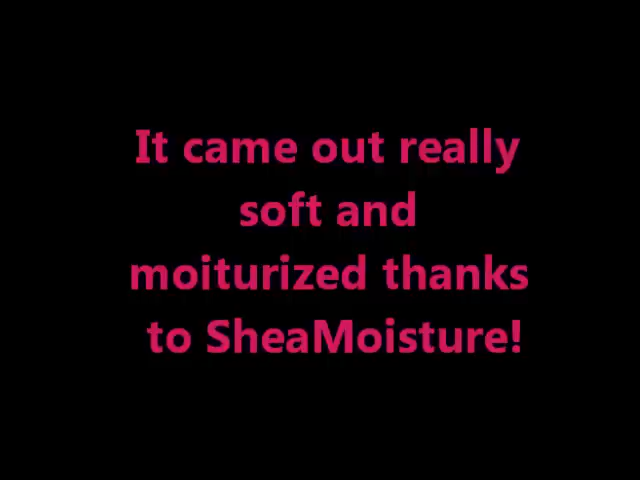 It came out really
soft and
moiturized thanks
to SheaMoisture!